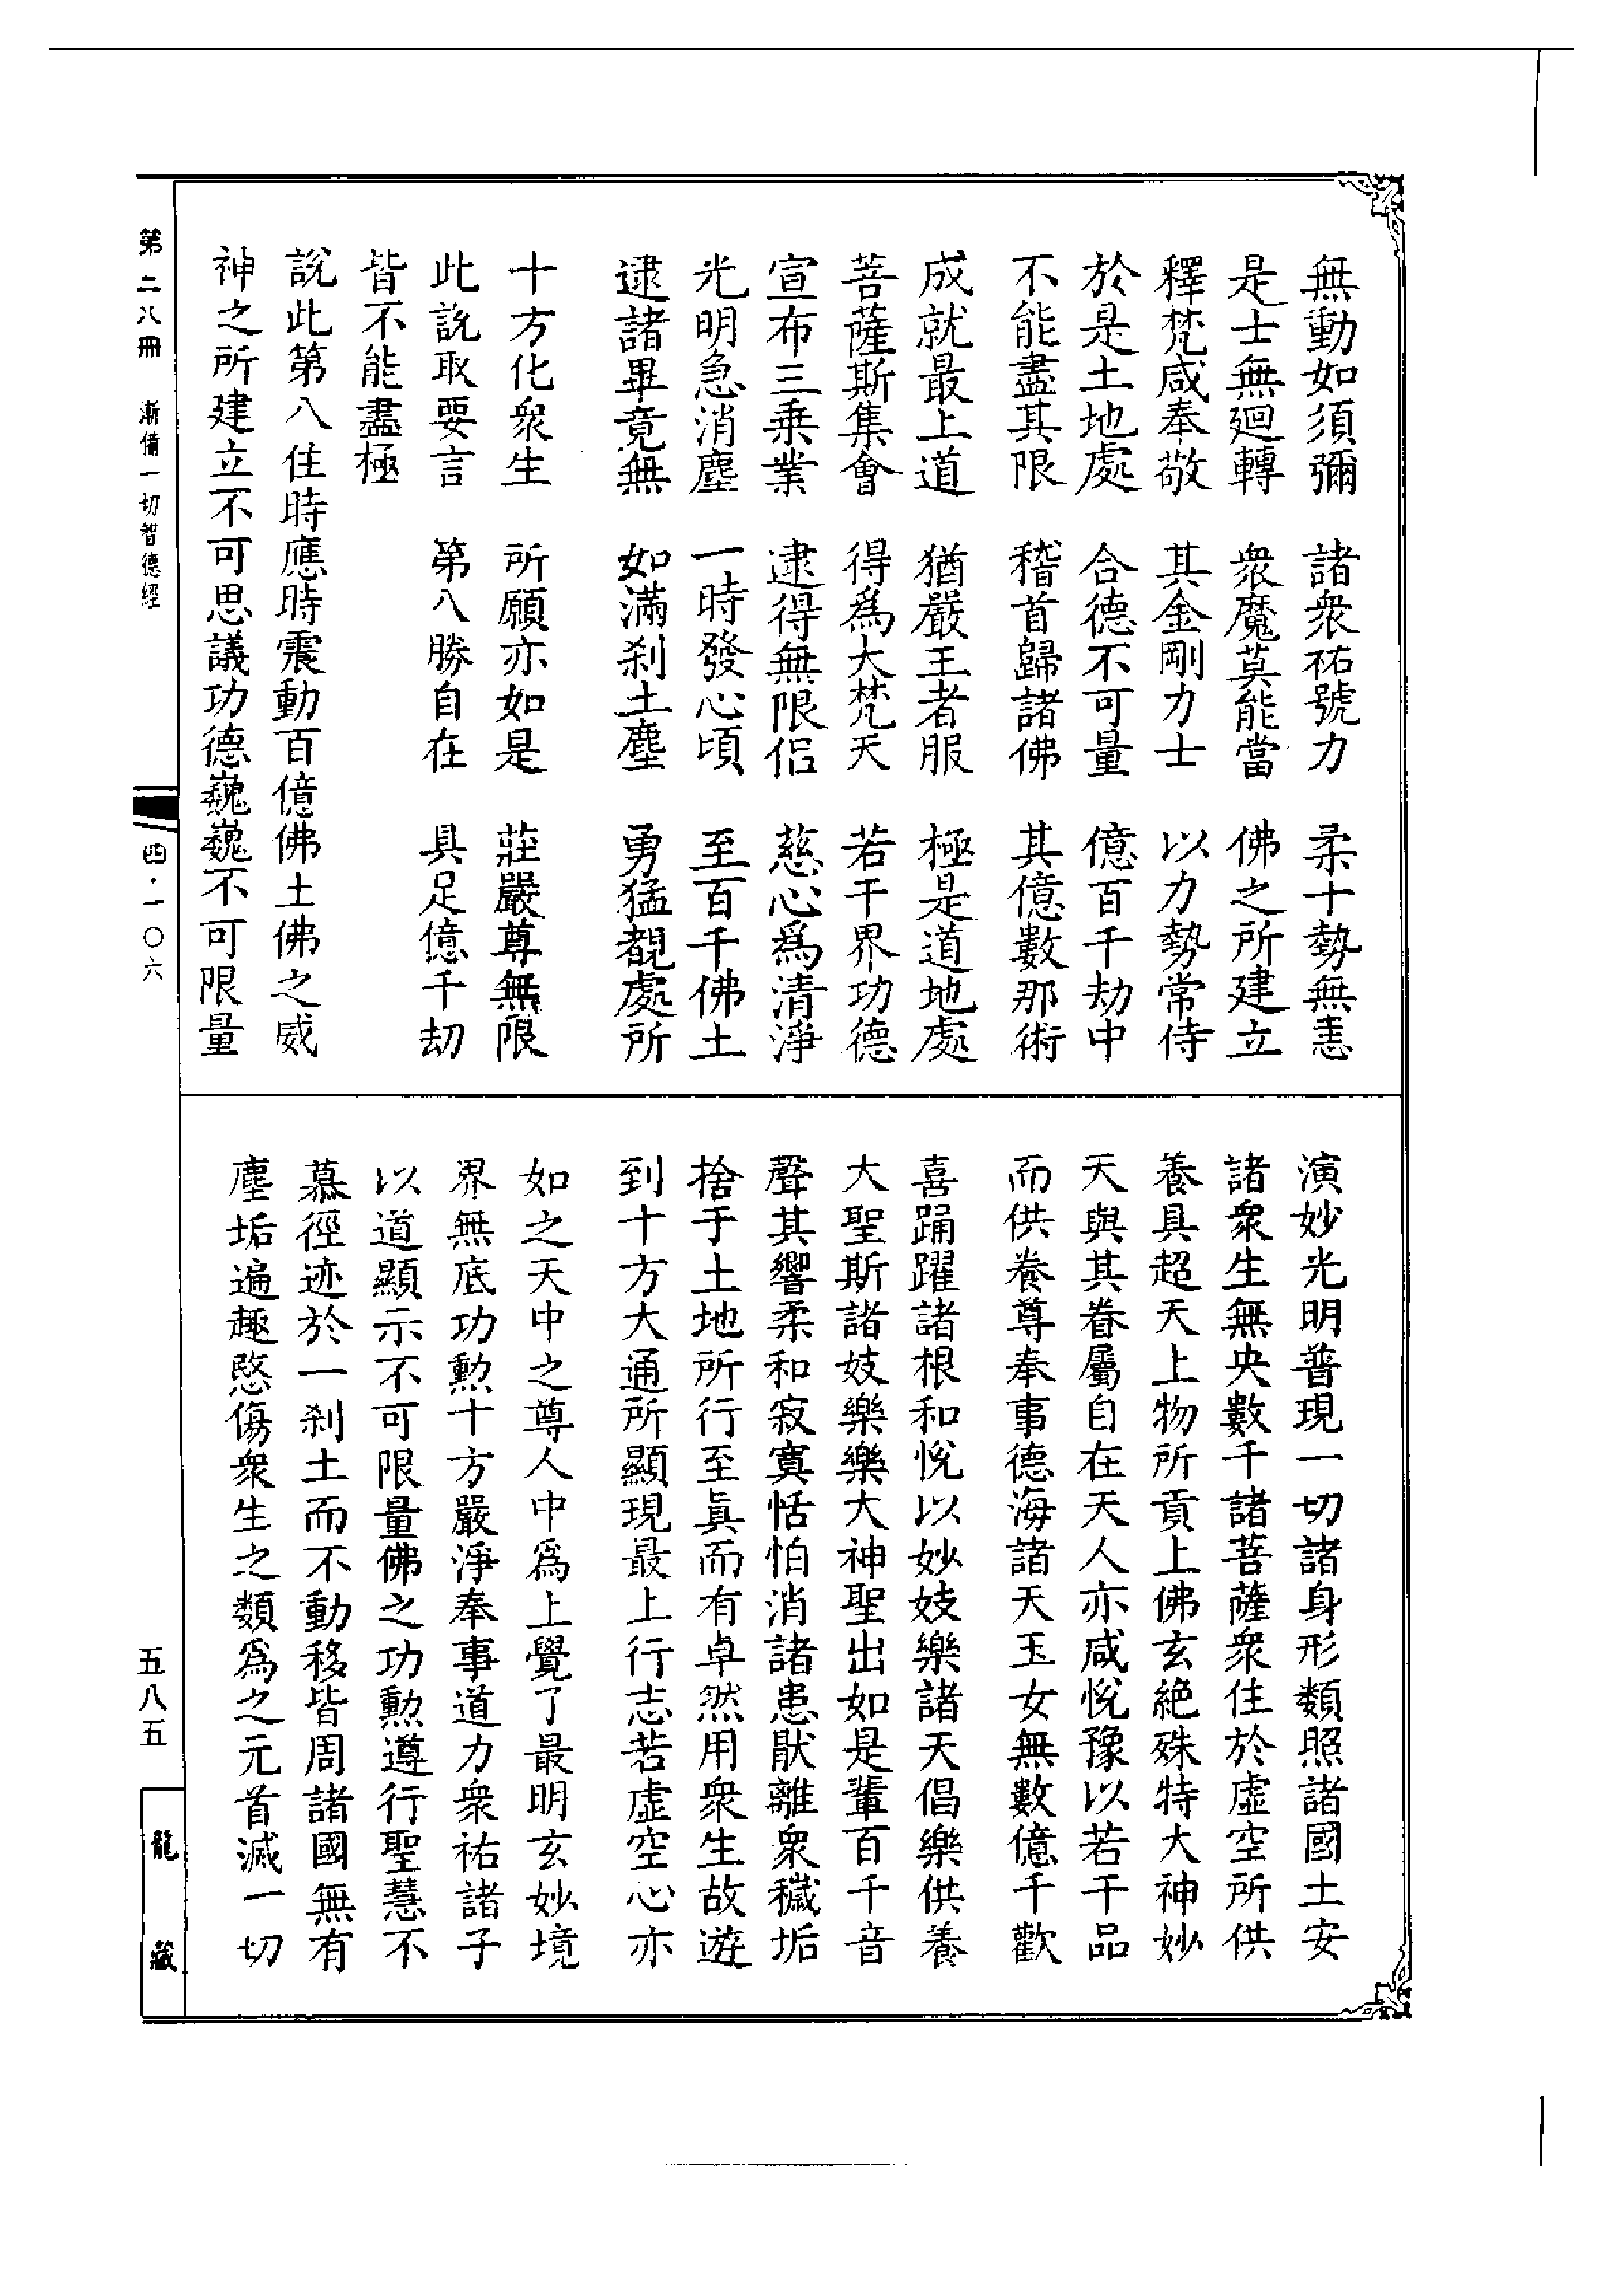 無動如須彌　諸衆祐號力　柔十勢無恚
是士無廻轉　衆魔莫能當　佛之所建立
釋梵咸奉敬　其金剛力士　以力勢常侍
於是土地處　合德不可量　億百千劫中
不能盡其限　稽首歸諸佛　其億數那術
成就最上道　猶嚴王者服　極是道地處
菩薩斯集會　得爲大梵天　若干界功德
宣布三乗業　逮得無限侶　慈心爲清淨
光明急消塵　一時發心頃　至百千佛土
逮諸畢竟無　如滿刹土塵　勇猛覩處所
十方化衆生　所願亦如是　莊嚴尊無限
此說取要言　第八勝自在　具足億千劫
皆不能盡極
說此第八住時應時震動百億佛土佛之威
神之所建立不可思議功德巍巍不可限量
演妙光明普現一切諸身形類照諸國土安
諸衆生無央數千諸菩薩衆住於虛空所供
養具超天上物所貢上佛玄絶殊特大神妙
天與其眷屬自在天人亦咸悅豫以若干品
而供養尊奉事德海諸天玉女無數億千歡
喜踊躍諸根和悅以妙妓樂諸天倡樂供養
大聖斯諸妓樂樂大神聖出如是輩百千音
聲其響柔和寂寞恬怕消諸患猒離衆穢垢
捨于土地所行至眞而有卓然用衆生故遊
到十方大通所顯現最上行志若虛空心亦
如之天中之尊人中爲上覺了最明玄妙境
界無底功勲十方嚴淨奉事道力衆祐諸子
以道顯示不可限量佛之功勲遵行聖慧不
慕徑迹於一刹土而不動移皆周諸國無有
塵垢遍趣愍傷衆生之類爲之元首滅一切
第二八冊　漸備一切智德經
四·一〇六
五八五
龍藏